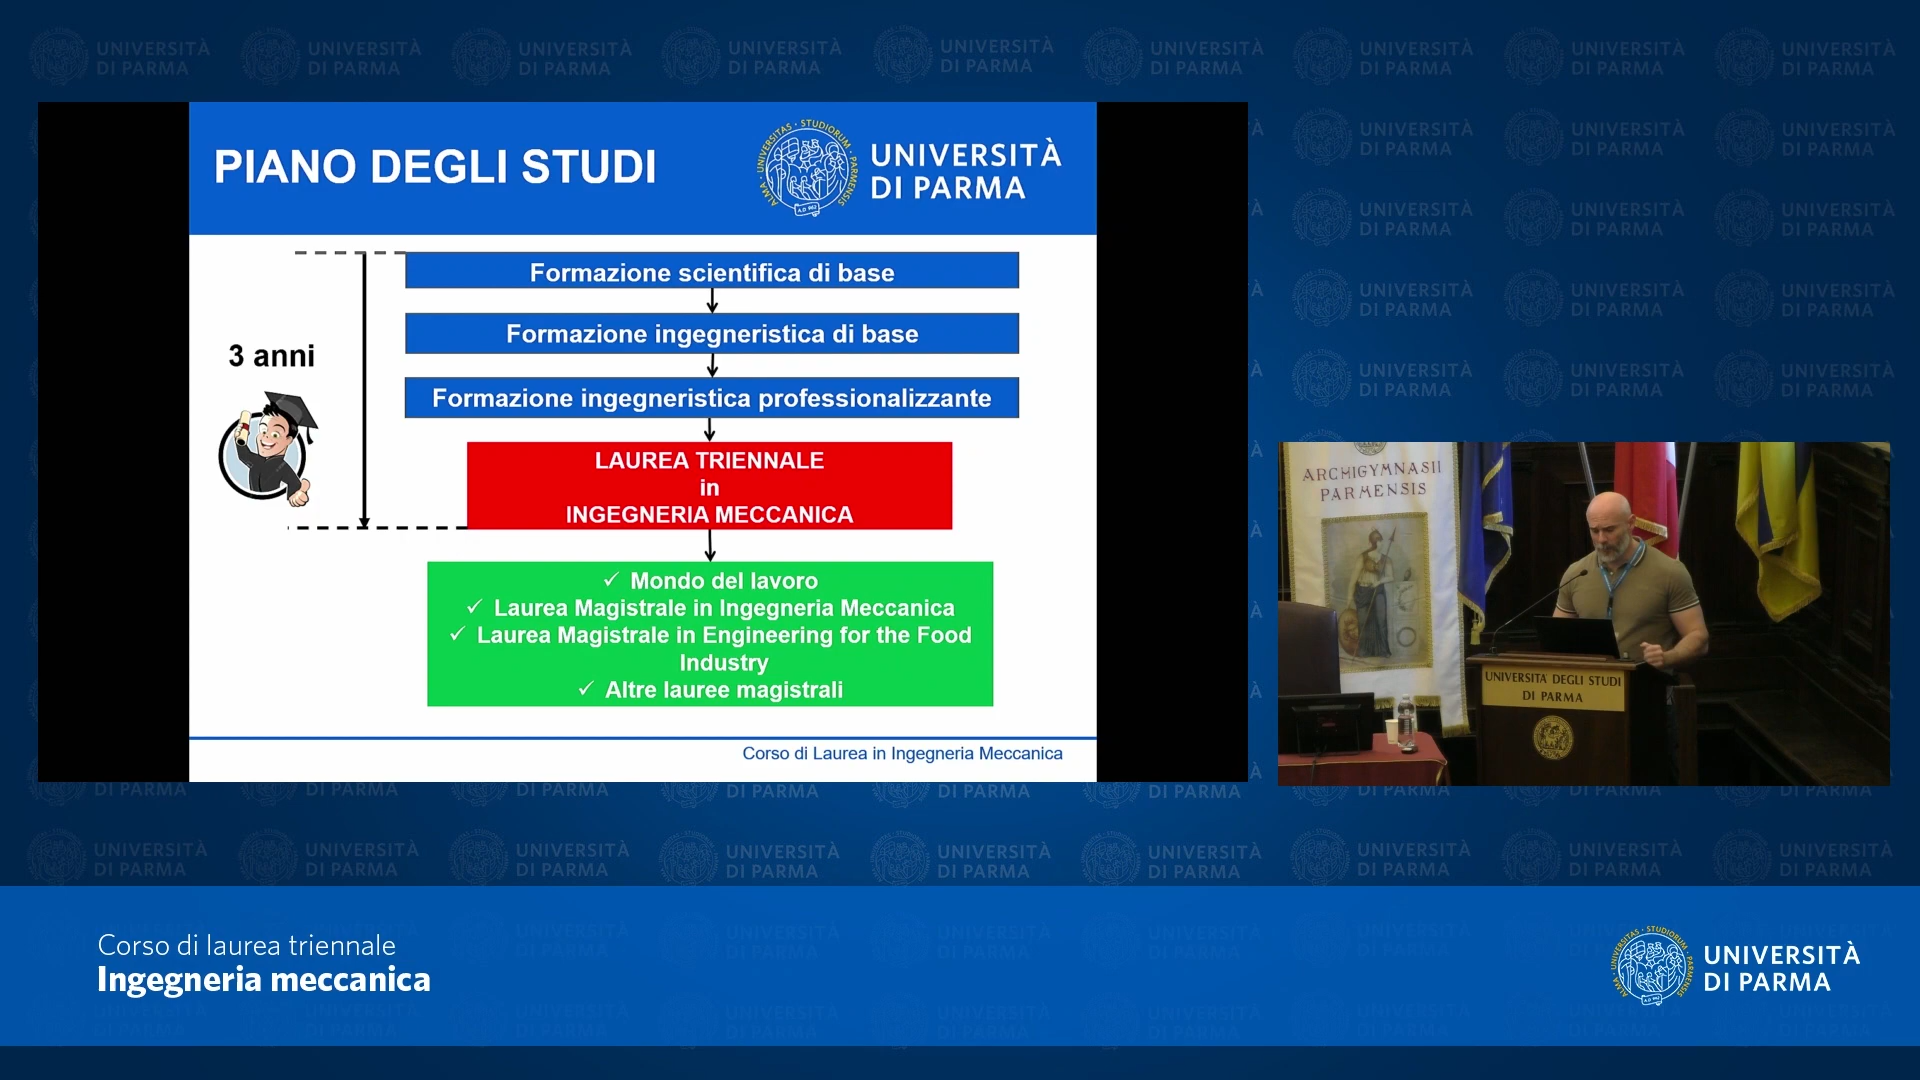 PIANO DEGLI STUDI
UNIVERSITÀ
DI PARMA
Formazione scientifica di base
Formazione ingegneristica di base
3 anni
Formazione ingegneristica professionalizzante
LAUREA TRIENNALE
in
INGEGNERIA MECCANICA
✓ Mondo del lavoro
✓ Laurea Magistrale in Ingegneria Meccanica
✓ Laurea Magistrale in Engineering for the Food
Industry
✓ Altre lauree magistrali
Corso di Laurea in Ingegneria Meccanica
ARCHIGYMNASII
PARMENSIS
UNIVERSITA' DEGLI STUDI
DI PARMA
Corso di laurea triennale
Ingegneria meccanica
UNIVERSITÀ
DI PARMA